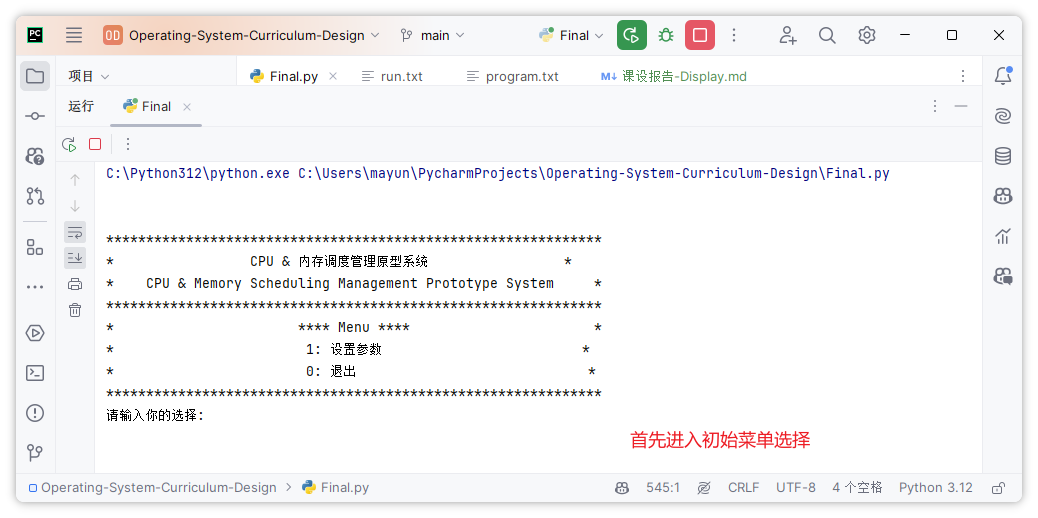 PC OD Operating-System-Curriculum-Design main Final
项目 Final.py run.txt program.txt M↓ 课设报告-Display.md
运行 Final
C:\Python312\python.exe C:\Users\mayun\PycharmProjects\Operating-System-Curriculum-Design\Final.py
**************************************************************
* CPU & 内存调度管理原型系统 *
* CPU & Memory Scheduling Management Prototype System *
**************************************************************
* **** Menu **** *
* 1: 设置参数 *
* 0: 退出 *
**************************************************************
请输入你的选择:
首先进入初始菜单选择
Operating-System-Curriculum-Design > Final.py 545:1 CRLF UTF-8 4 个空格 Python 3.12